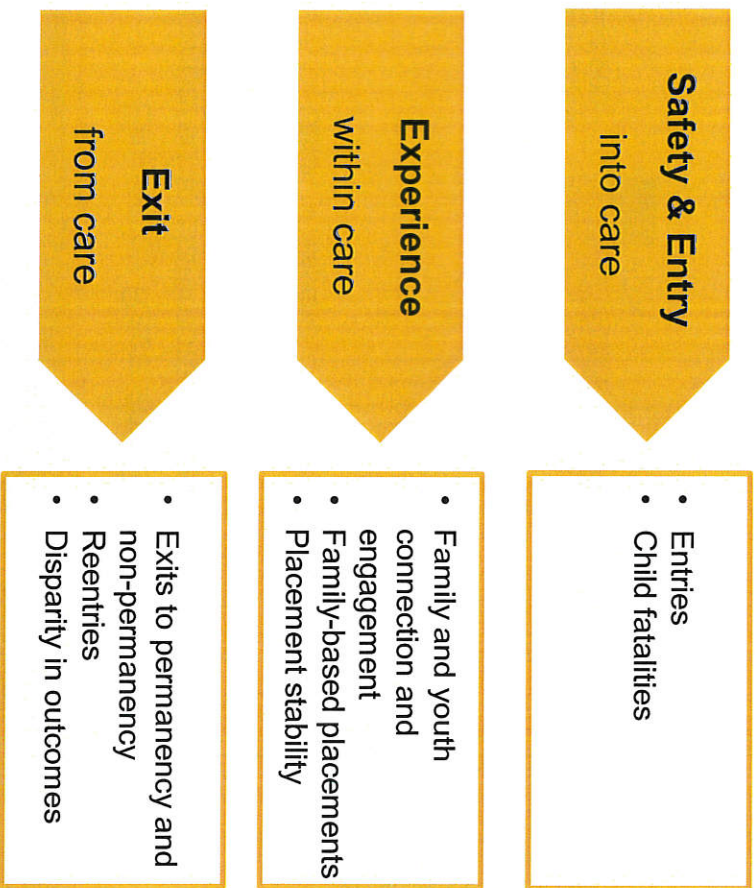 Safety & Entry
into care
• Entries
• Child fatalities
Experience
within care
• Family and youth
connection and
engagement
• Family-based placements
• Placement stability
Exit
from care
• Exits to permanency and
non-permanency
• Reentries
• Disparity in outcomes